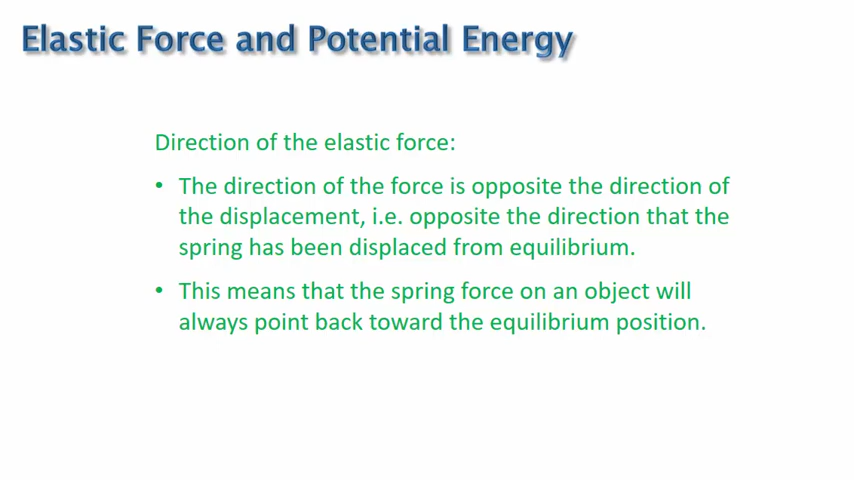 Elastic Force and Potential Energy
Direction of the elastic force:
• The direction of the force is opposite the direction of
the displacement, i.e. opposite the direction that the
spring has been displaced from equilibrium.
• This means that the spring force on an object will
always point back toward the equilibrium position.